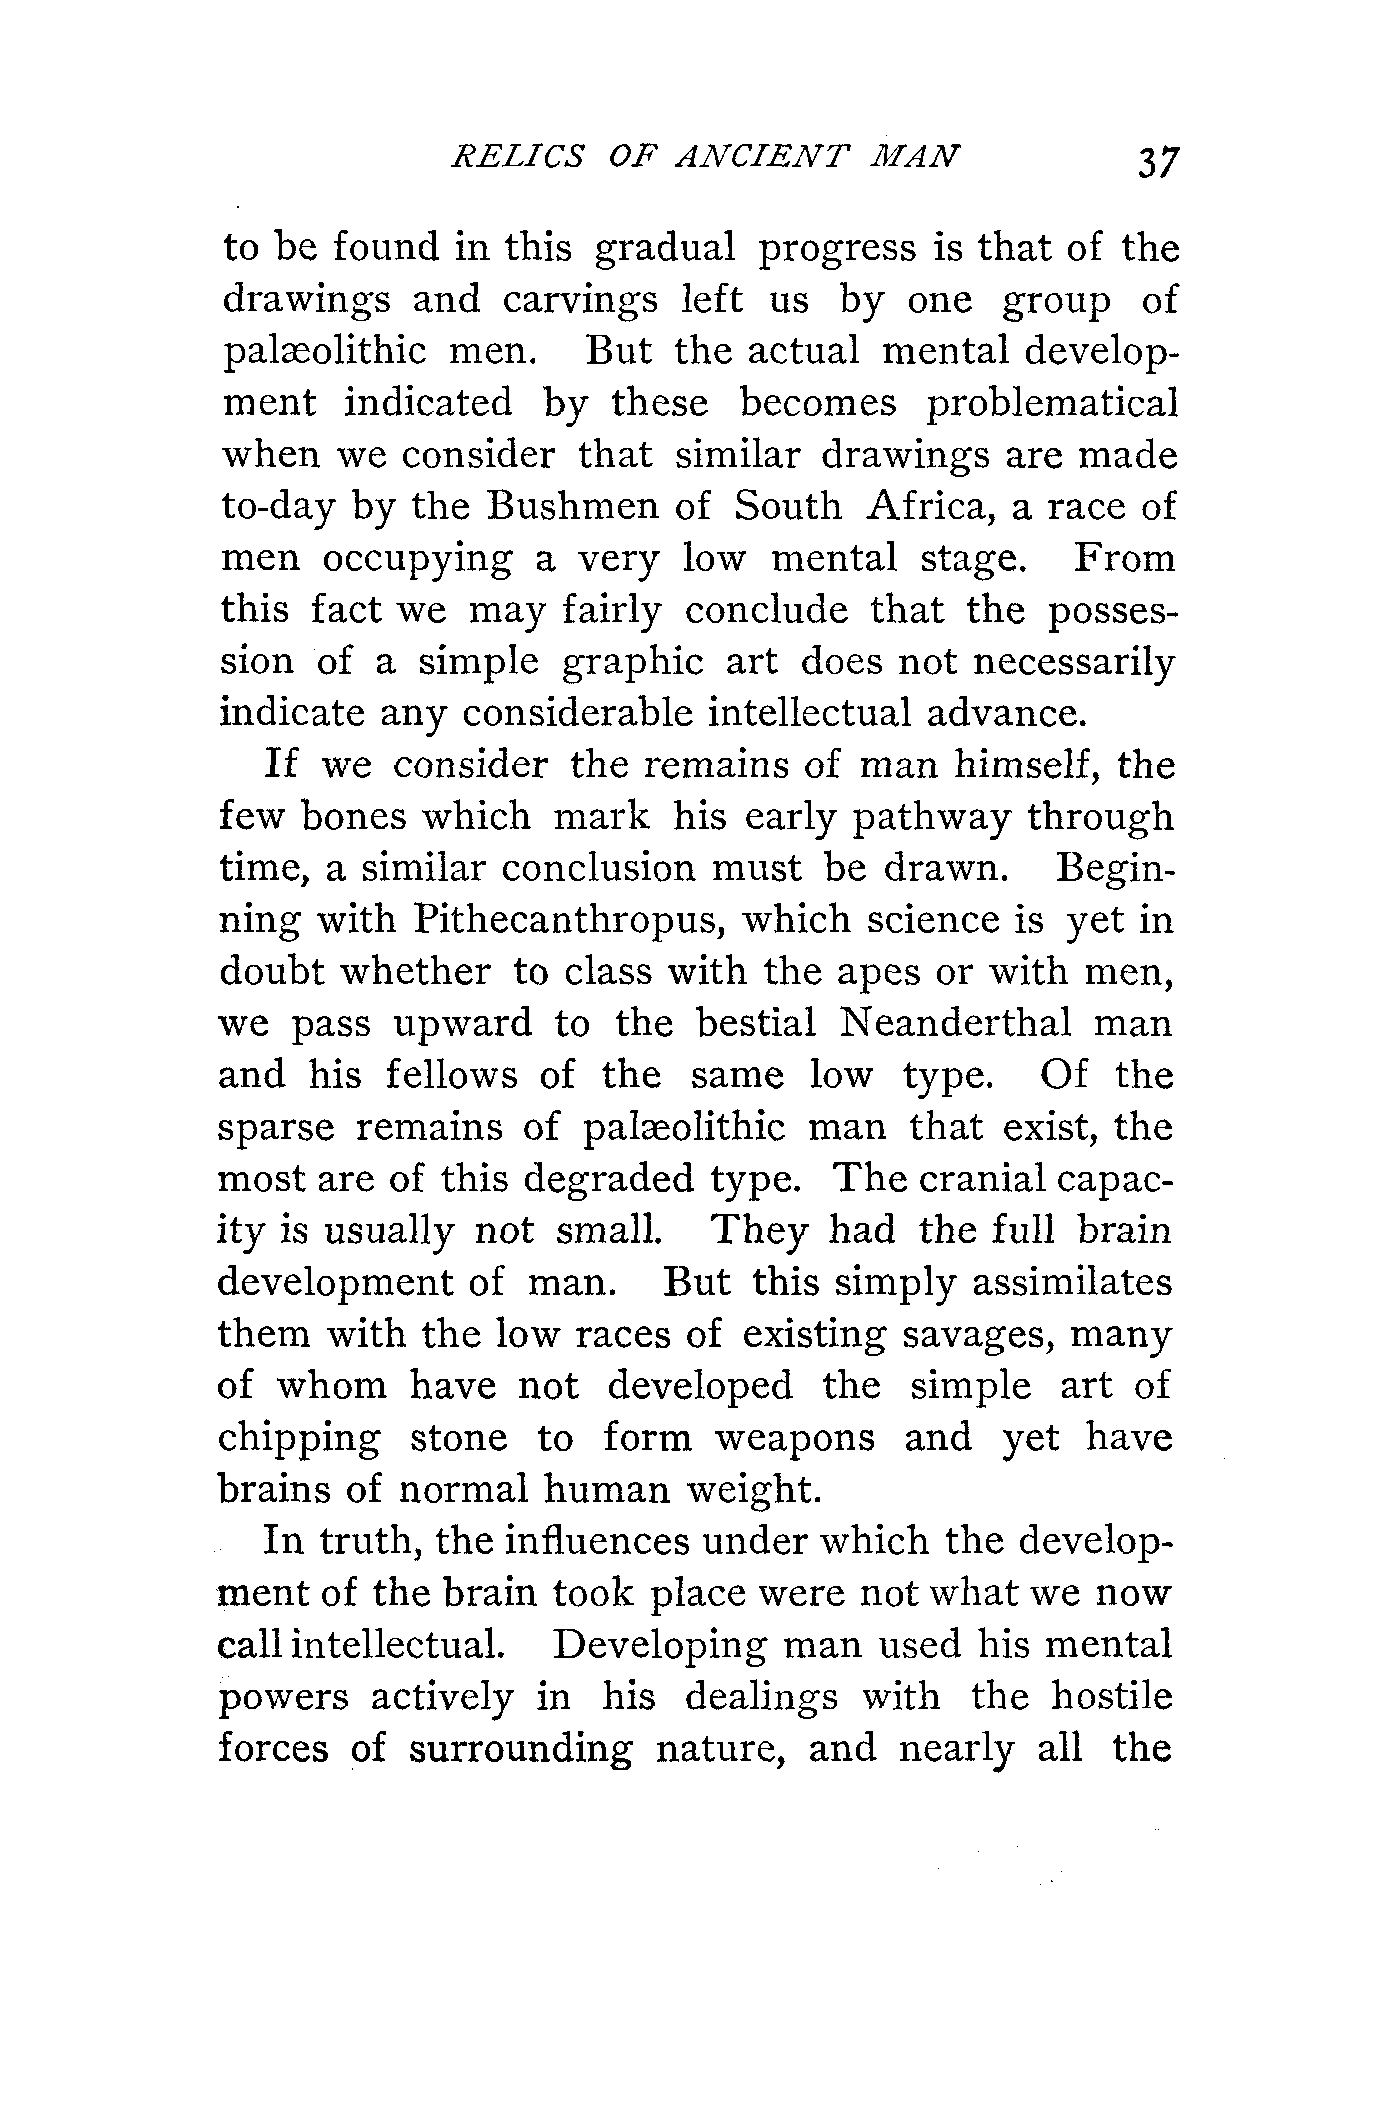 RELICS OF ANCIENT MAN 37
to be found in this gradual progress is that of the
drawings and carvings left us by one group of
palæolithic men. But the actual mental develop-
ment indicated by these becomes problematical
when we consider that similar drawings are made
to-day by the Bushmen of South Africa, a race of
men occupying a very low mental stage. From
this fact we may fairly conclude that the posses-
sion of a simple graphic art does not necessarily
indicate any considerable intellectual advance.
If we consider the remains of man himself, the
few bones which mark his early pathway through
time, a similar conclusion must be drawn. Begin-
ning with Pithecanthropus, which science is yet in
doubt whether to class with the apes or with men,
we pass upward to the bestial Neanderthal man
and his fellows of the same low type. Of the
sparse remains of palæolithic man that exist, the
most are of this degraded type. The cranial capac-
ity is usually not small. They had the full brain
development of man. But this simply assimilates
them with the low races of existing savages, many
of whom have not developed the simple art of
chipping stone to form weapons and yet have
brains of normal human weight.
In truth, the influences under which the develop-
ment of the brain took place were not what we now
call intellectual. Developing man used his mental
powers actively in his dealings with the hostile
forces of surrounding nature, and nearly all the